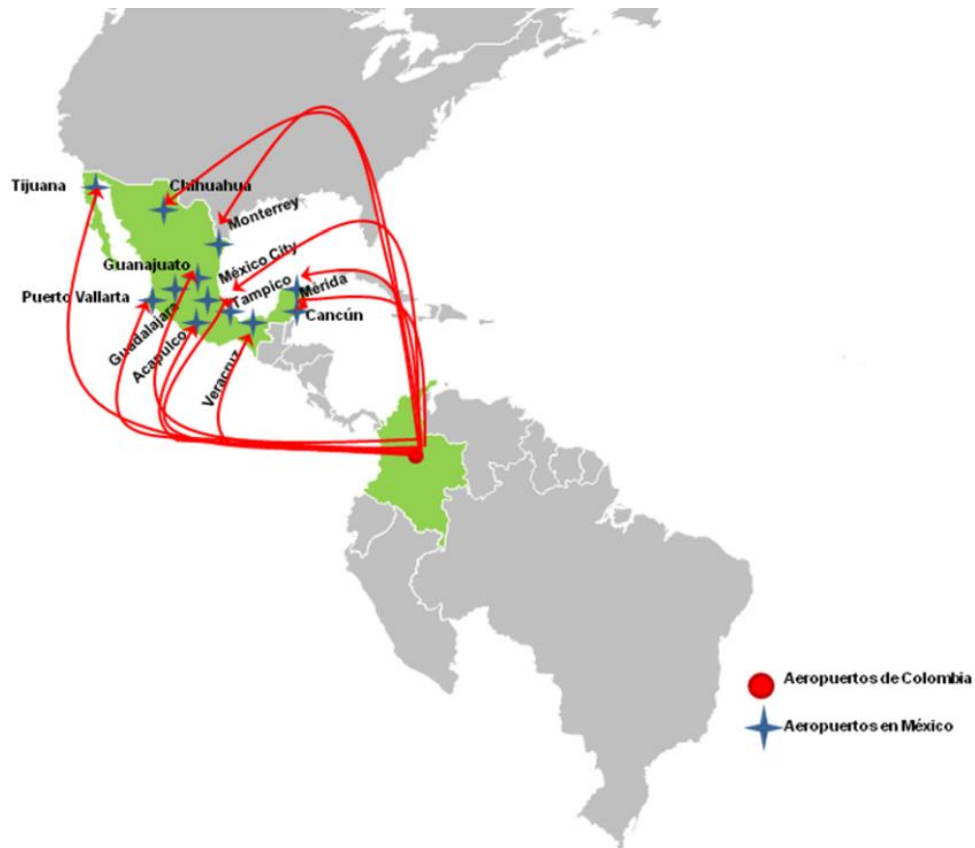 Tijuana
Chihuahua
Monterrey
Guanajuato
México City
Puerto Vallarta
Tampico
Mérida
Guadalajara
Cancún
Acapulco
Veracruz
Aeropuertos de Colombia
Aeropuertos en México